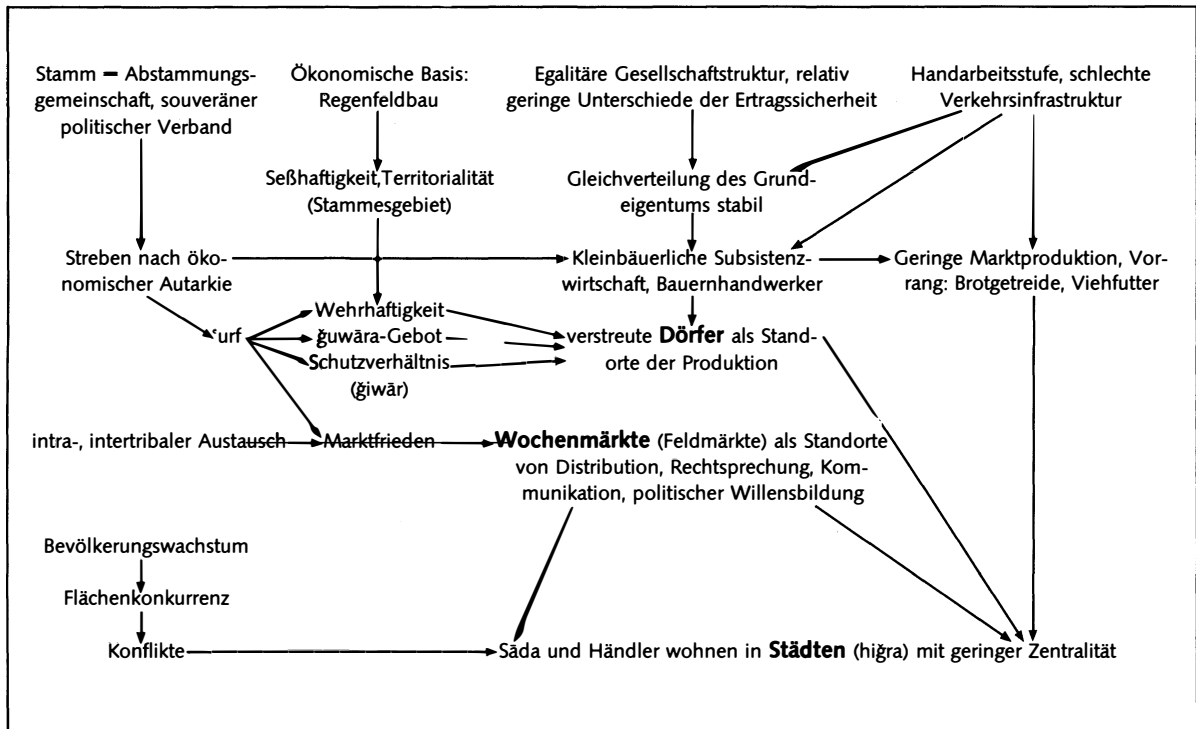 Stamm – Abstammungs-
gemeinschaft, souveräner
politischer Verband
Ökonomische Basis:
Regenfeldbau
Egalitäre Gesellschaftstruktur, relativ
geringe Unterschiede der Ertragssicherheit
Handarbeitsstufe, schlechte
Verkehrsinfrastruktur
Seßhaftigkeit,Territorialität
(Stammesgebiet)
Gleichverteilung des Grund-
eigentums stabil
Streben nach öko-
nomischer Autarkie
Kleinbäuerliche Subsistenz-
wirtschaft, Bauernhandwerker
Geringe Marktproduktion, Vor-
rang: Brotgetreide, Viehfutter
ʿurf
Wehrhaftigkeit
ǧuwāra-Gebot
Schutzverhältnis
(ǧiwār)
verstreute Dörfer als Stand-
orte der Produktion
intra-, intertribaler Austausch
Marktfrieden
Wochenmärkte (Feldmärkte) als Standorte
von Distribution, Rechtsprechung, Kom-
munikation, politischer Willensbildung
Bevölkerungswachstum
Flächenkonkurrenz
Konflikte
Sāda und Händler wohnen in Städten (hiǧra) mit geringer Zentralität